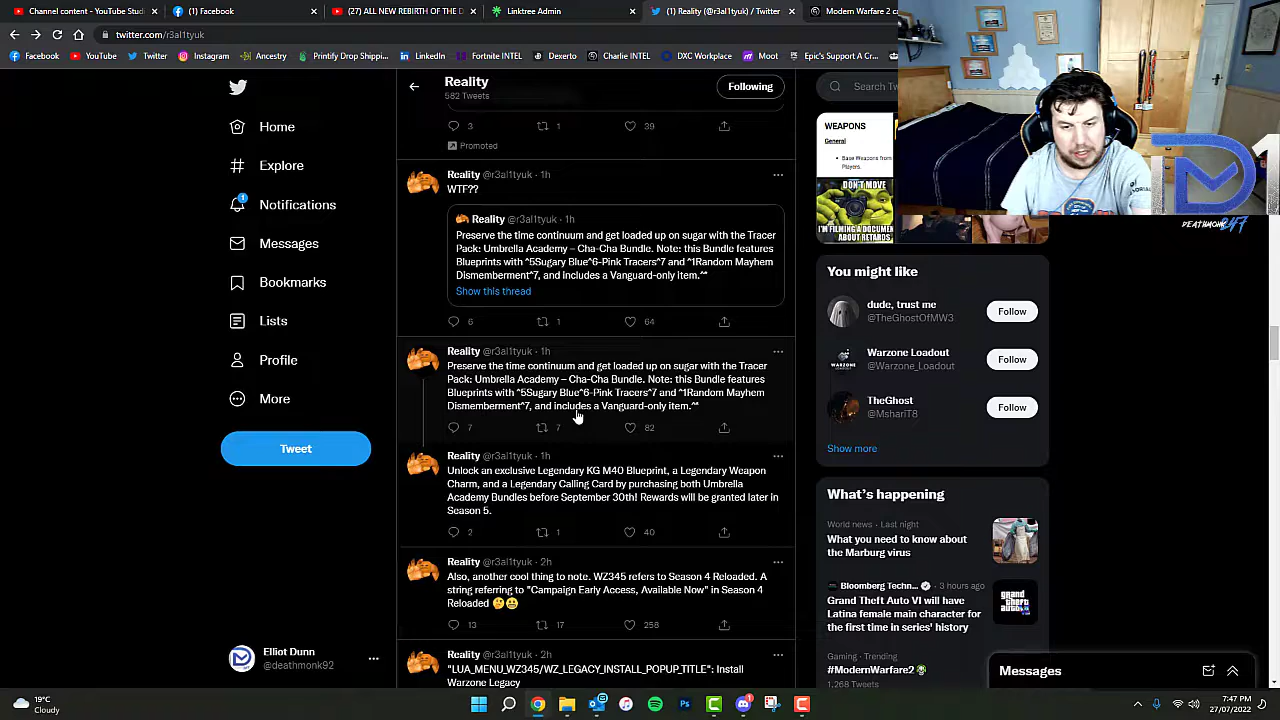 Channel content - YouTube Stud
(1) Facebook
(27) ALL NEW REBIRTH OF THE D
Linktree Admin
(1) Reality (@r3al1tyuk) / Twitter
Modern Warfare 2 c
twitter.com/r3al1tyuk
Facebook
YouTube
Twitter
Instagram
Printify Dropshipping
LinkedIn
Fortnite INTEL
Dexerto
Charlie INTEL
DXC Workplace
Moot
Epic's Support A Cr...
Home
Explore
1
Notifications
Messages
Bookmarks
Lists
Profile
More
Tweet
Elliot Dunn
@deathmonk92
Reality
582 Tweets
Following
3 1 39
Promoted
Reality @r3al1tyuk · 1h
WTF??
Reality @r3al1tyuk · 1h
Preserve the time continuum and get loaded up on sugar with the Tracer
Pack: Umbrella Academy – Cha-Cha Bundle. Note: this Bundle features
Blueprints with ^5Sugary Blue^6-Pink Tracers^7 and ^1Random Mayhem
Dismemberment^7, and includes a Vanguard-only item.^*
Show this thread
6 1 64
Reality @r3al1tyuk · 1h
Preserve the time continuum and get loaded up on sugar with the Tracer
Pack: Umbrella Academy – Cha-Cha Bundle. Note: this Bundle features
Blueprints with ^5Sugary Blue^6-Pink Tracers^7 and ^1Random Mayhem
Dismemberment^7, and includes a Vanguard-only item.^*
7 7 82
Reality @r3al1tyuk · 1h
Unlock an exclusive Legendary KG M40 Blueprint, a Legendary Weapon
Charm, and a Legendary Calling Card by purchasing both Umbrella
Academy Bundles before September 30th! Rewards will be granted later in
Season 5.
2 1 40
Reality @r3al1tyuk · 2h
Also, another cool thing to note. WZ345 refers to Season 4 Reloaded. A
string referring to "Campaign Early Access, Available Now" in Season 4
Reloaded
13 17 258
Reality @r3al1tyuk · 2h
"LUA_MENU_WZ345/WZ_LEGACY_INSTALL_POPUP_TITLE": Install
Warzone Legacy
Search Tw
WEAPONS
General
Base Weapons from
Players.
DON'T MOVE
I'M FILMING A DOCUMEN
ABOUT RETARDS
DEATHMONK 247
You might like
dude, trust me
@TheGhostOfMW3
Follow
Warzone Loadout
@Warzone_Loadout
Follow
TheGhost
@MshariT8
Follow
Show more
What's happening
World news · Last night
What you need to know about
the Marburg virus
Bloomberg Techn... · 3 hours ago
Grand Theft Auto VI will have
Latina female main character for
the first time in series' history
Gaming · Trending
#ModernWarfare2
1,268 Tweets
Messages
19°C
Cloudy
7:47 PM
27/07/2022